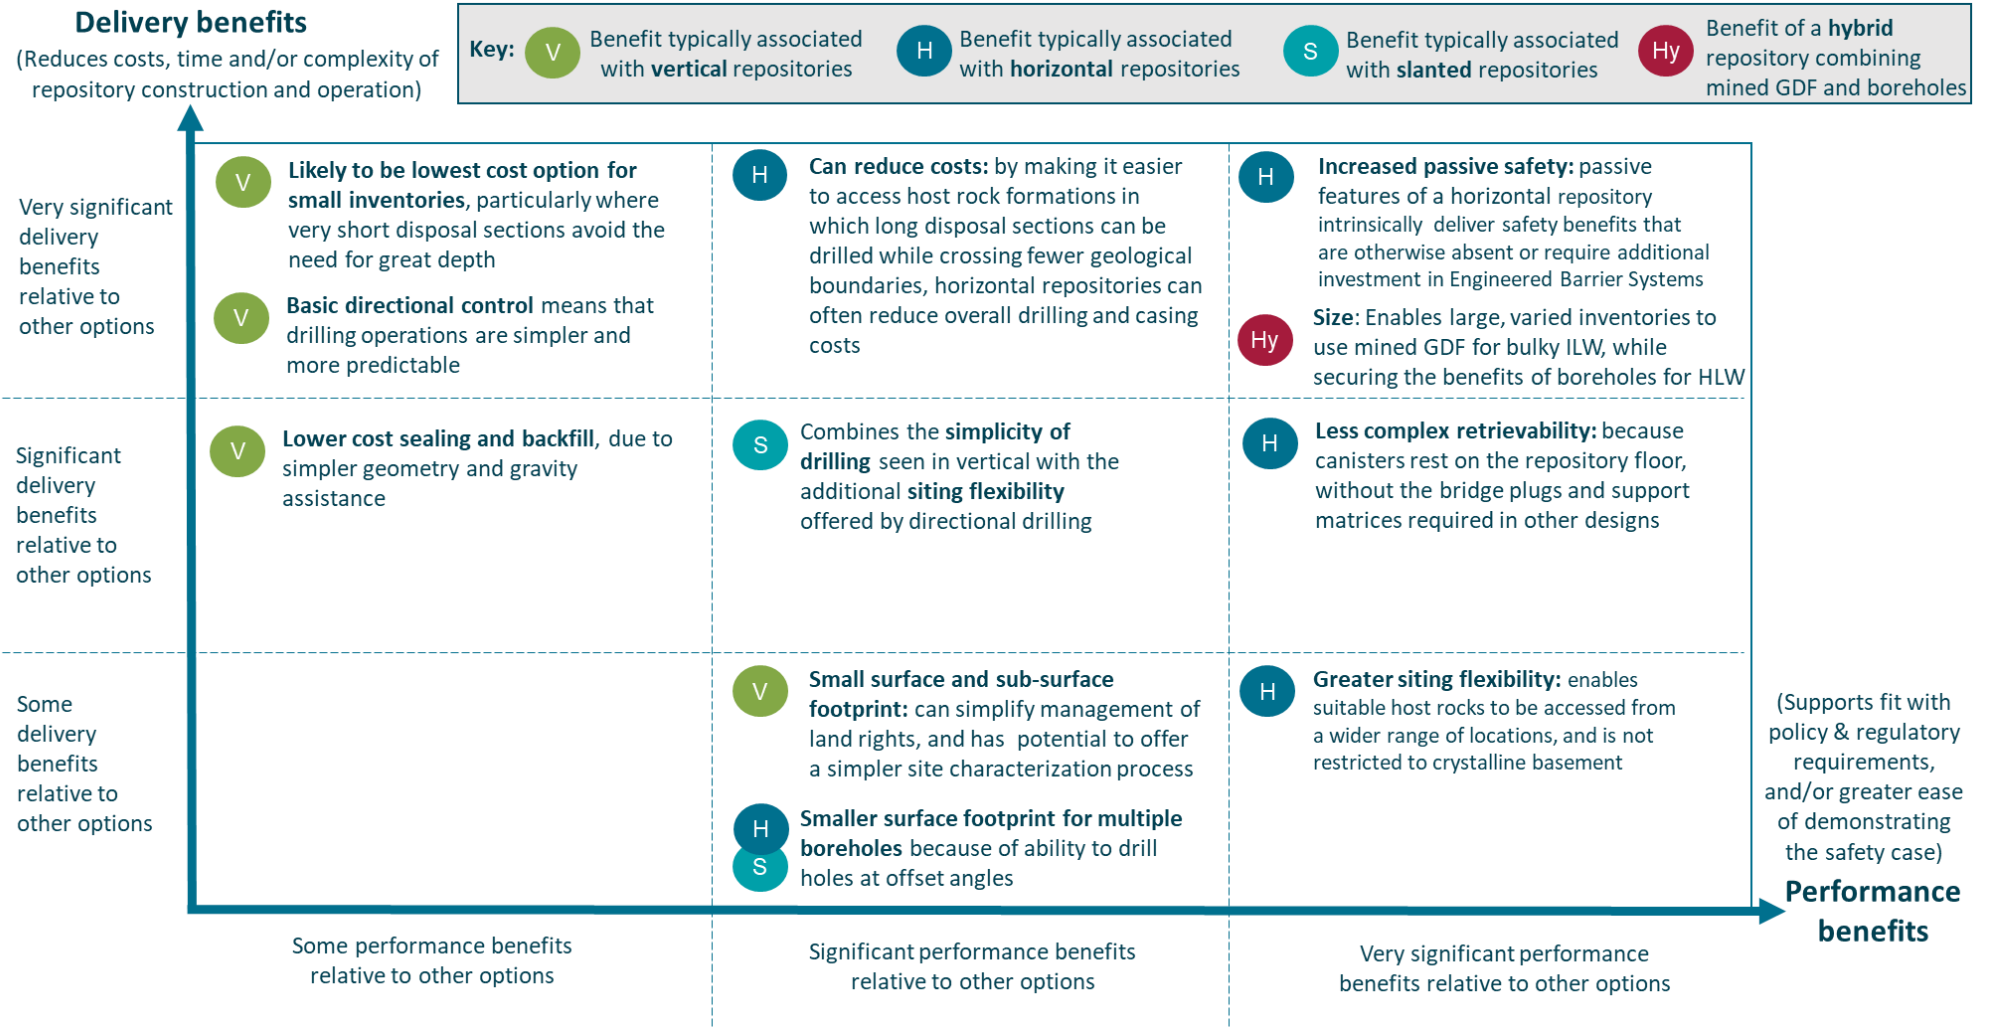 Delivery benefits
(Reduces costs, time and/or complexity of
repository construction and operation)
Key:
V
Benefit typically associated
with vertical repositories
H
Benefit typically associated
with horizontal repositories
S
Benefit typically associated
with slanted repositories
Hy
Benefit of a hybrid
repository combining
mined GDF and boreholes
Very significant
delivery
benefits
relative to
other options
V
Likely to be lowest cost option for
small inventories, particularly where
very short disposal sections avoid the
need for great depth
V
Basic directional control means that
drilling operations are simpler and
more predictable
H
Can reduce costs: by making it easier
to access host rock formations in
which long disposal sections can be
drilled while crossing fewer geological
boundaries, horizontal repositories can
often reduce overall drilling and casing
costs
H
Increased passive safety: passive
features of a horizontal repository
intrinsically deliver safety benefits that
are otherwise absent or require additional
investment in Engineered Barrier Systems
Hy
Size: Enables large, varied inventories to
use mined GDF for bulky ILW, while
securing the benefits of boreholes for HLW
Significant
delivery
benefits
relative to
other options
V
Lower cost sealing and backfill, due to
simpler geometry and gravity
assistance
S
Combines the simplicity of
drilling seen in vertical with the
additional siting flexibility
offered by directional drilling
H
Less complex retrievability: because
canisters rest on the repository floor,
without the bridge plugs and support
matrices required in other designs
Some
delivery
benefits
relative to
other options
V
Small surface and sub-surface
footprint: can simplify management of
land rights, and has potential to offer
a simpler site characterization process
H
S
Smaller surface footprint for multiple
boreholes because of ability to drill
holes at offset angles
H
Greater siting flexibility: enables
suitable host rocks to be accessed from
a wider range of locations, and is not
restricted to crystalline basement
(Supports fit with
policy & regulatory
requirements,
and/or greater ease
of demonstrating
the safety case)
Performance
benefits
Some performance benefits
relative to other options
Significant performance benefits
relative to other options
Very significant performance
benefits relative to other options